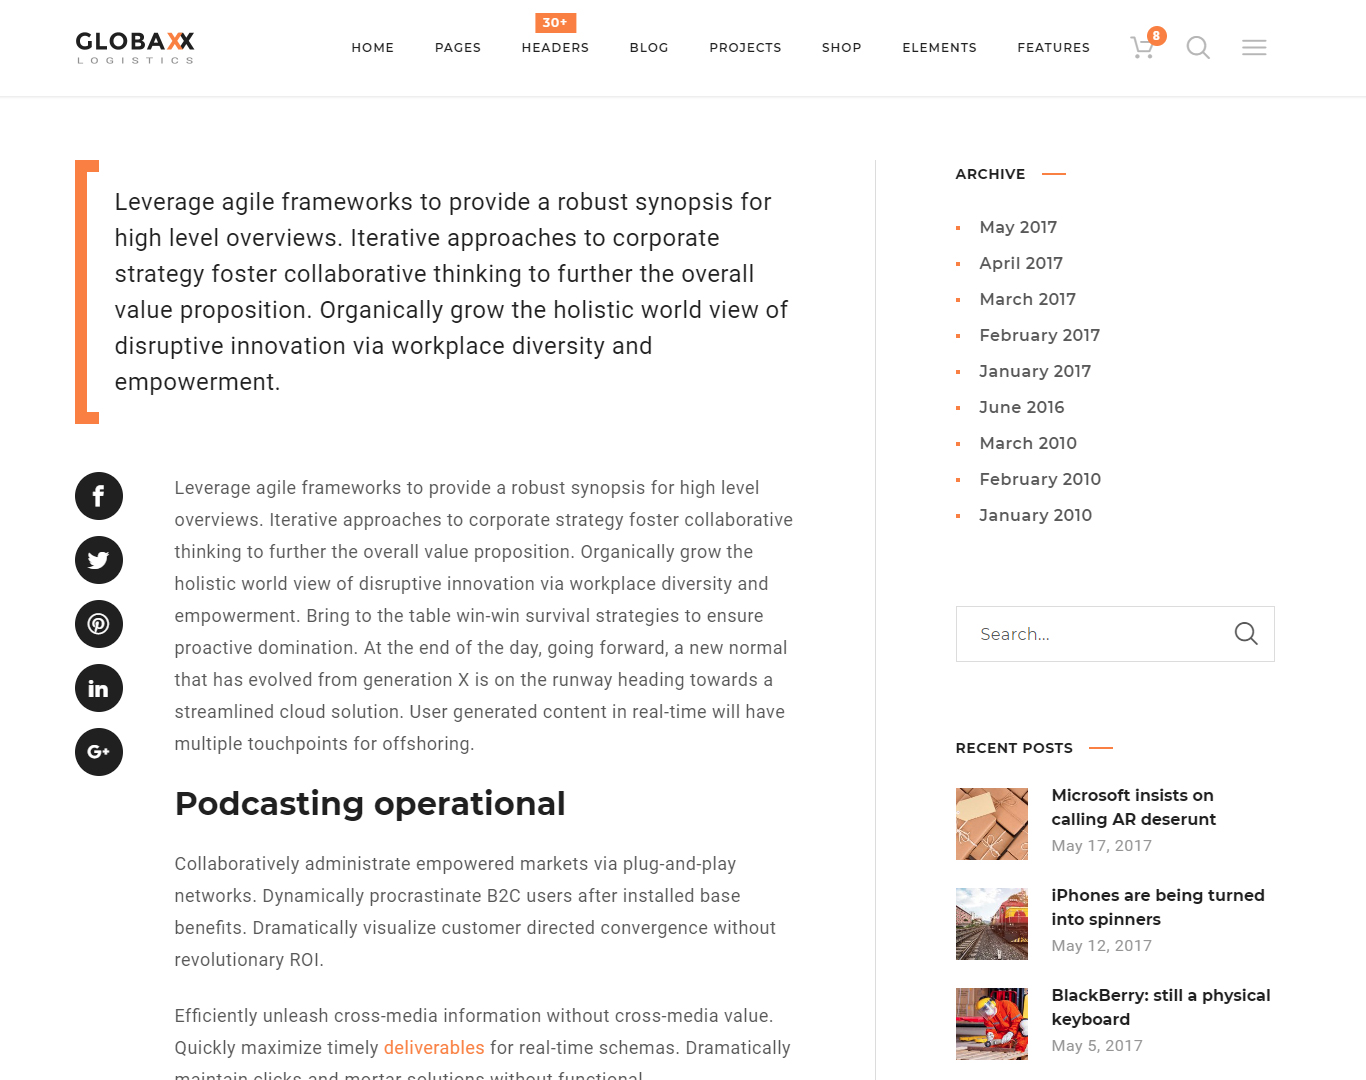 GLOBAXX
LOGISTICS
HOME
PAGES
30+
HEADERS
BLOG
PROJECTS
SHOP
ELEMENTS
FEATURES
8
Leverage agile frameworks to provide a robust synopsis for
high level overviews. Iterative approaches to corporate
strategy foster collaborative thinking to further the overall
value proposition. Organically grow the holistic world view of
disruptive innovation via workplace diversity and
empowerment.
Leverage agile frameworks to provide a robust synopsis for high level
overviews. Iterative approaches to corporate strategy foster collaborative
thinking to further the overall value proposition. Organically grow the
holistic world view of disruptive innovation via workplace diversity and
empowerment. Bring to the table win-win survival strategies to ensure
proactive domination. At the end of the day, going forward, a new normal
that has evolved from generation X is on the runway heading towards a
streamlined cloud solution. User generated content in real-time will have
multiple touchpoints for offshoring.
Podcasting operational
Collaboratively administrate empowered markets via plug-and-play
networks. Dynamically procrastinate B2C users after installed base
benefits. Dramatically visualize customer directed convergence without
revolutionary ROI.
Efficiently unleash cross-media information without cross-media value.
Quickly maximize timely deliverables for real-time schemas. Dramatically
maintain clicks-and-mortar solutions without functional
ARCHIVE
May 2017
April 2017
March 2017
February 2017
January 2017
June 2016
March 2010
February 2010
January 2010
Search...
RECENT POSTS
Microsoft insists on
calling AR deserunt
May 17, 2017
iPhones are being turned
into spinners
May 12, 2017
BlackBerry: still a physical
keyboard
May 5, 2017